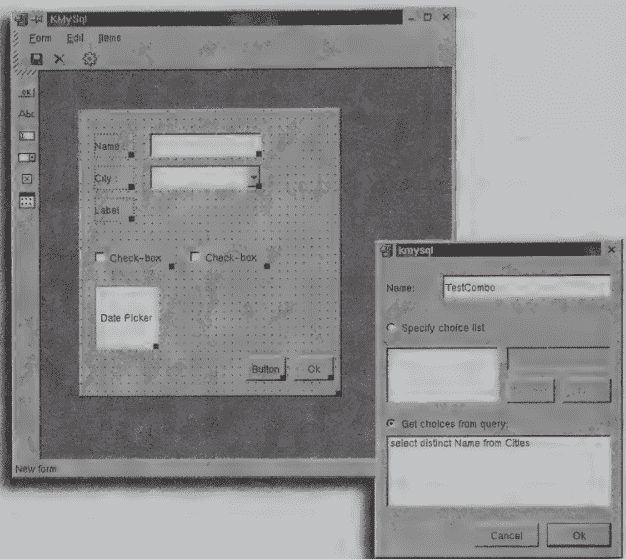 KMySql
Form Edit Items
ok
Abc
Name :
City :
Label
Check-box Check-box
Date Picker
Button Ok
New form
kmysql
Name: TestCombo
Specify choice list
Get choices from query:
select distinct Name from Cities
Cancel Ok